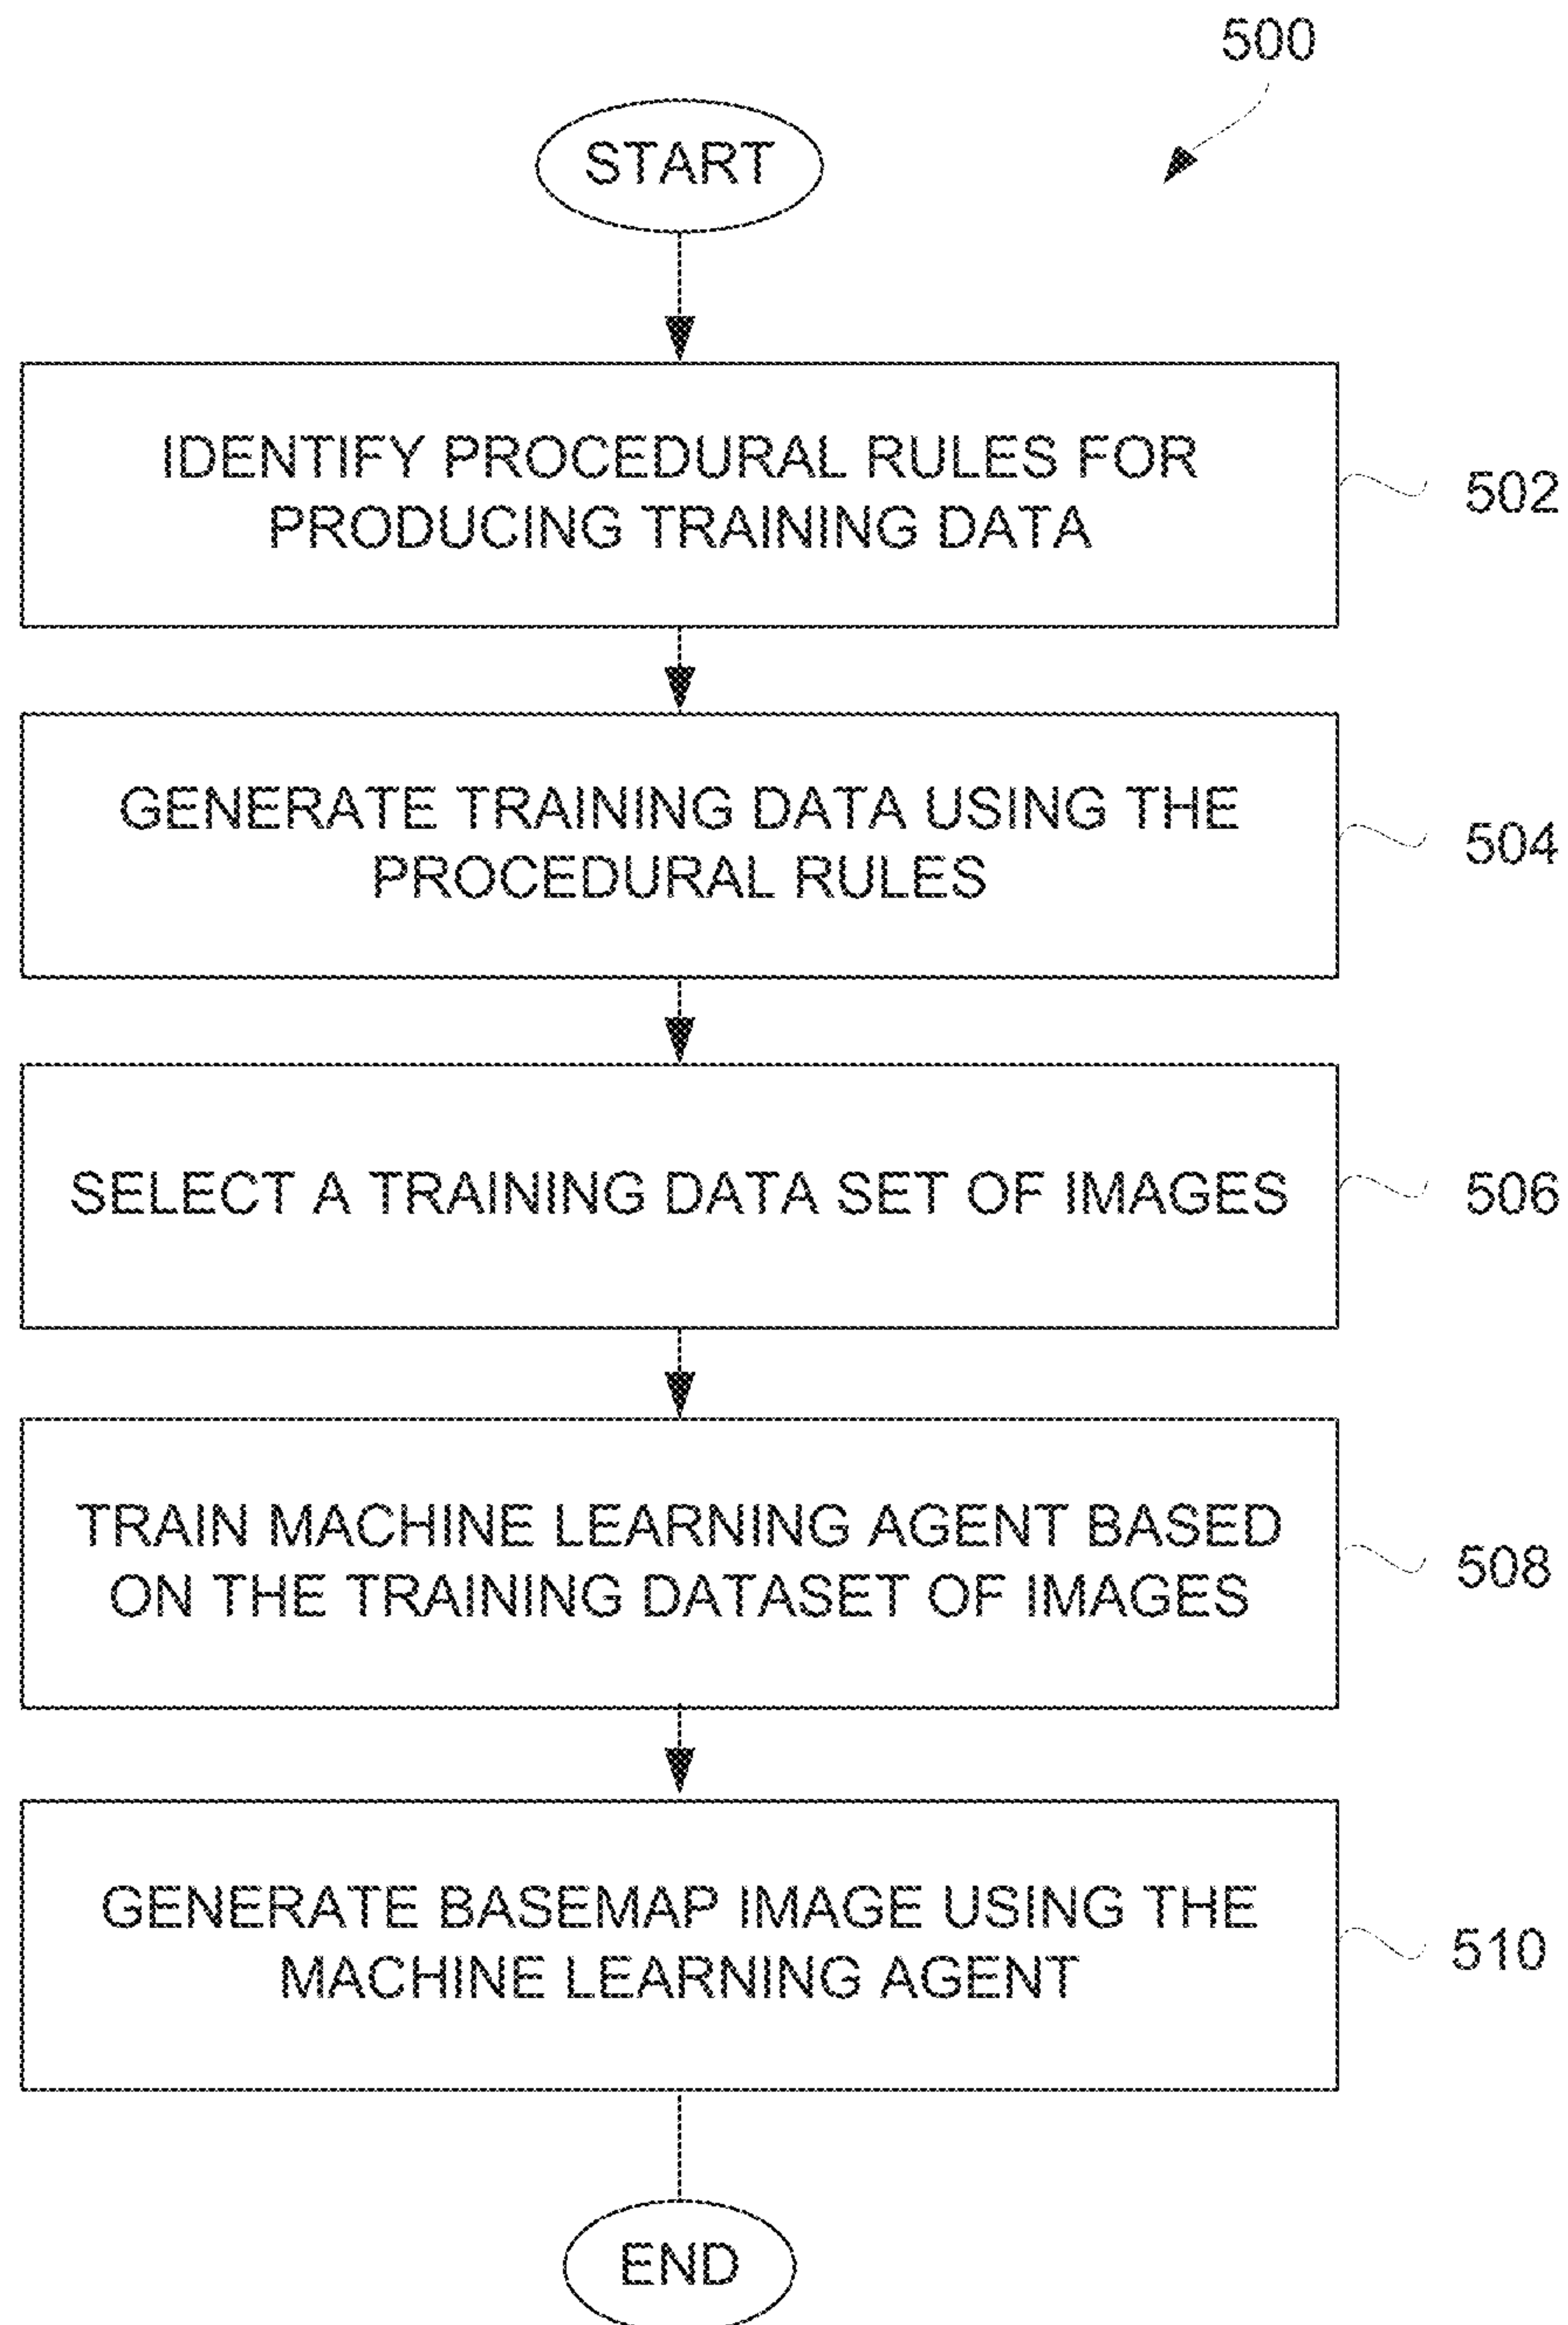 500
START
IDENTIFY PROCEDURAL RULES FOR
PRODUCING TRAINING DATA
502
GENERATE TRAINING DATA USING THE
PROCEDURAL RULES
504
SELECT A TRAINING DATA SET OF IMAGES
506
TRAIN MACHINE LEARNING AGENT BASED
ON THE TRAINING DATASET OF IMAGES
508
GENERATE BASEMAP IMAGE USING THE
MACHINE LEARNING AGENT
510
END